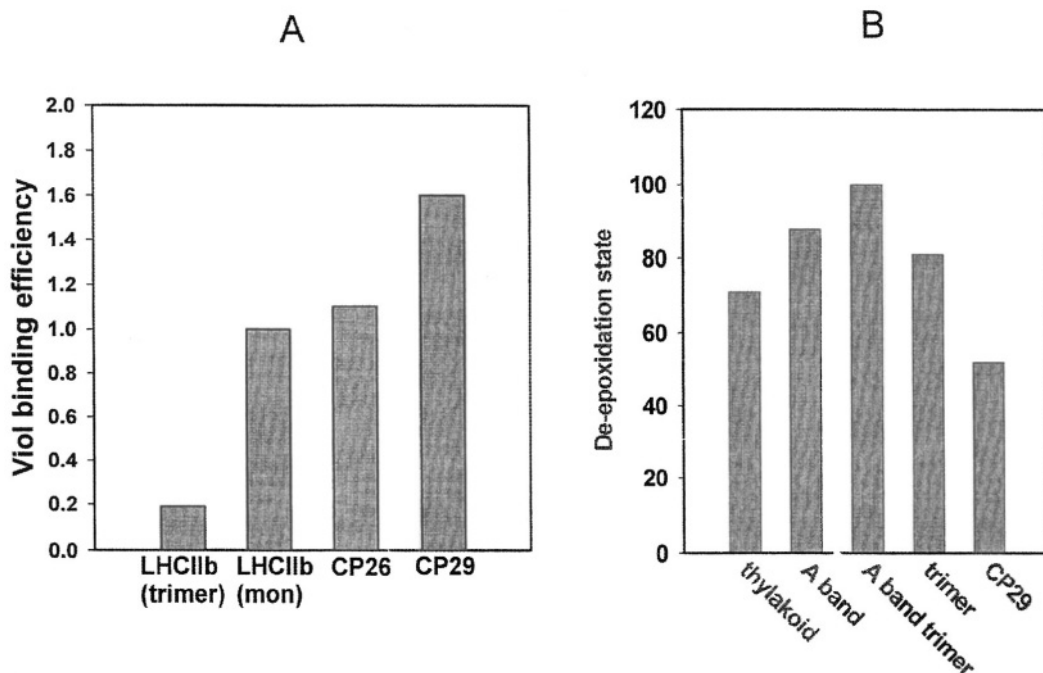 A
Viol binding efficiency
2.0
1.8
1.6
1.4
1.2
1.0
0.8
0.6
0.4
0.2
0.0
LHCIIb LHCIIb CP26 CP29
(trimer) (mon)
B
De-epoxidation state
120
100
80
60
40
20
0
thylakoid
A band
A band trimer
trimer
CP29